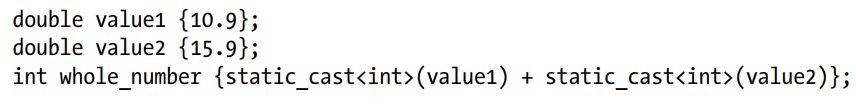 double value1 {10.9};
double value2 {15.9};
int whole_number {static_cast<int>(value1) + static_cast<int>(value2)};